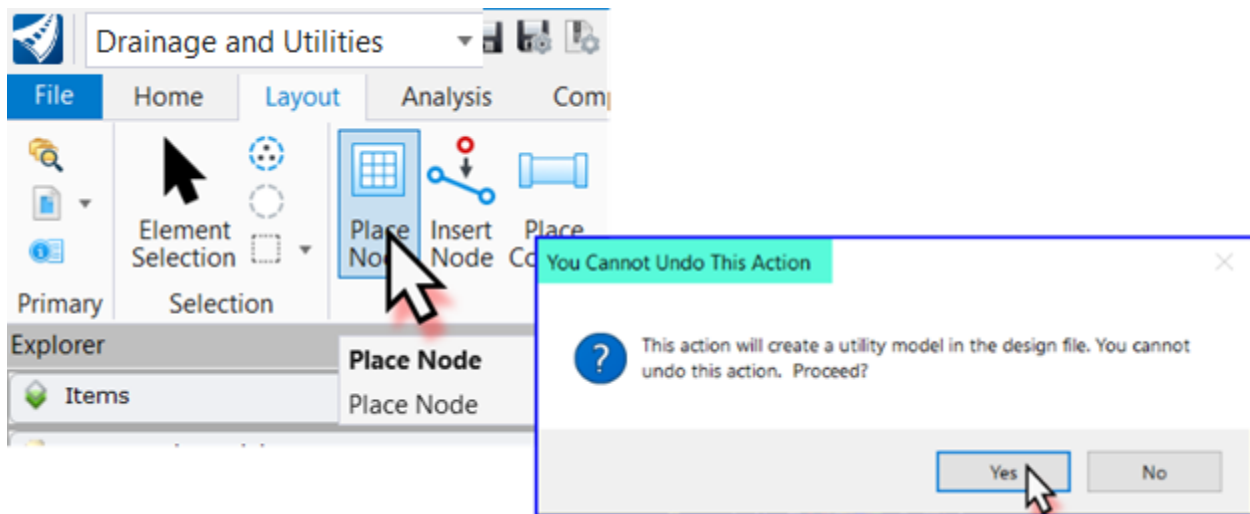 Drainage and Utilities
File Home Layout Analysis
Element
Selection
Place
Insert
Node
Place
Primary Selection
Explorer
Place Node
Items
Place Node
You Cannot Undo This Action
This action will create a utility model in the design file. You cannot
undo this action. Proceed?
Yes No